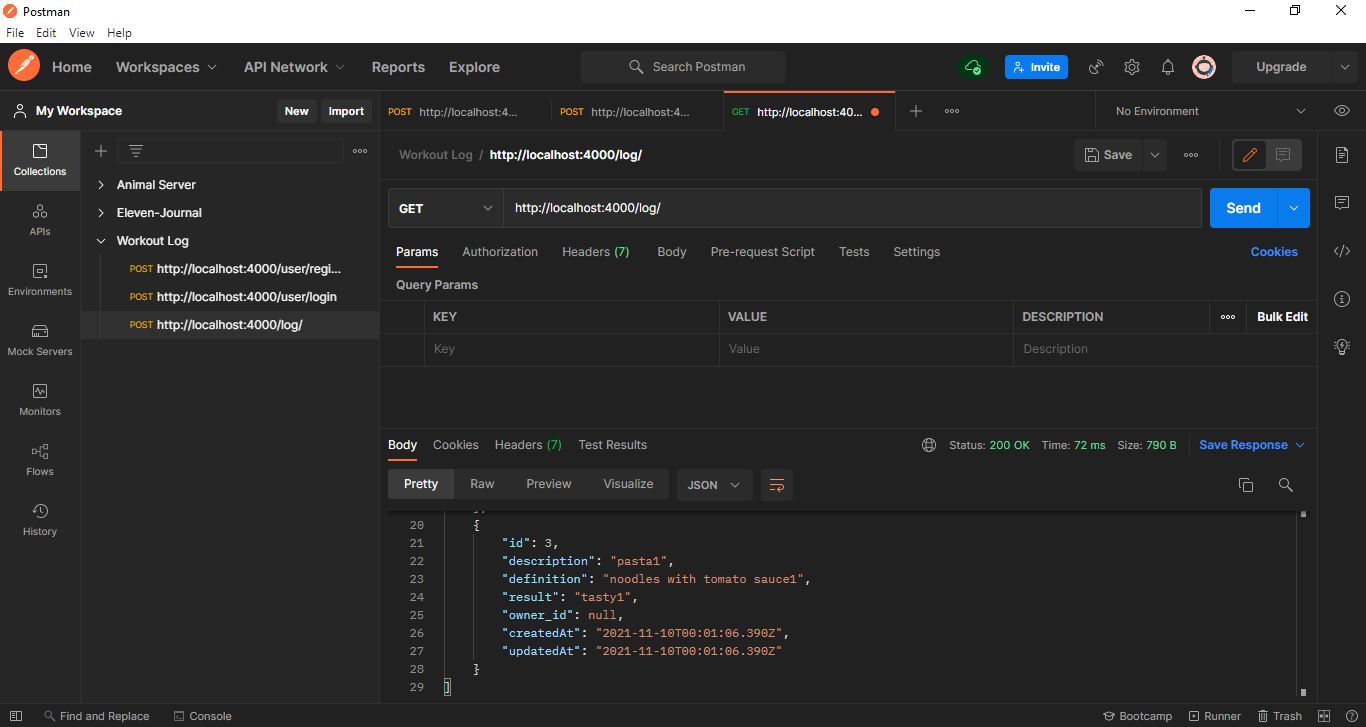 Postman
File Edit View Help
Home Workspaces API Network Reports Explore Search Postman Invite Upgrade
My Workspace New Import
POST http://localhost:4... POST http://localhost:4... GET http://localhost:40... No Environment
Collections
APIs
Environments
Mock Servers
Monitors
Flows
History
Animal Server
Eleven-Journal
Workout Log
POST http://localhost:4000/user/regi...
POST http://localhost:4000/user/login
POST http://localhost:4000/log/
Workout Log / http://localhost:4000/log/ Save
GET http://localhost:4000/log/ Send
Params Authorization Headers (7) Body Pre-request Script Tests Settings Cookies
Query Params
KEY VALUE DESCRIPTION Bulk Edit
Key Value Description
Body Cookies Headers (7) Test Results Status: 200 OK Time: 72 ms Size: 790 B Save Response
Pretty Raw Preview Visualize JSON
20 {
21 "id": 3,
22 "description": "pasta1",
23 "definition": "noodles with tomato sauce1",
24 "result": "tasty1",
25 "owner_id": null,
26 "createdAt": "2021-11-10T00:01:06.390Z",
27 "updatedAt": "2021-11-10T00:01:06.390Z"
28 }
29 ]
Find and Replace Console Bootcamp Runner Trash